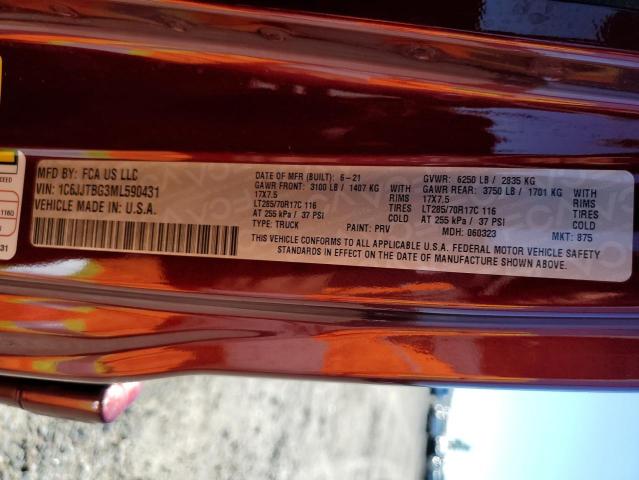 MFD BY: FCA US LLC
VIN: 1C6JJTBG3ML590431
VEHICLE MADE IN U.S.A.
DATE OF MFR (BUILT): 6-21
GAWR FRONT: 3100 LB / 1407 KG WITH
17X7.5 RIMS
LT285/70R17C 116 TIRES
AT 255 kPa / 37 PSI COLD
TYPE: TRUCK PAINT: PRV
GVWR: 6250 LB / 2835 KG
GAWR REAR: 3750 LB / 1701 KG WITH
17X7.5 RIMS
LT285/70R17C 116 TIRES
AT 255 kPa / 37 PSI COLD
MDH: 060323 MKT: 875
THIS VEHICLE CONFORMS TO ALL APPLICABLE U.S.A. FEDERAL MOTOR VEHICLE SAFETY
STANDARDS IN EFFECT ON THE DATE OF MANUFACTURE SHOWN ABOVE.